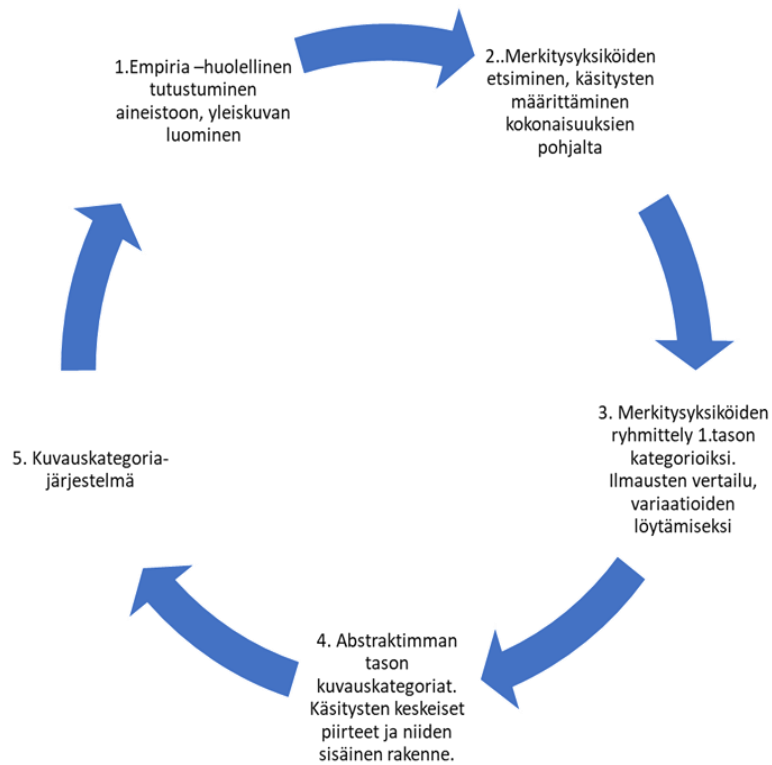 1.Empiria –huolellinen
tutustuminen
aineistoon, yleiskuvan
luominen
2..Merkitysyksiköiden
etsiminen, käsitysten
määrittäminen
kokonaisuuksien
pohjalta
3. Merkitysyksiköiden
ryhmittely 1.tason
kategorioiksi.
Ilmausten vertailu,
variaatioiden
löytämiseksi
4. Abstraktimman
tason
kuvauskategoriat.
Käsitysten keskeiset
piirteet ja niiden
sisäinen rakenne.
5. Kuvauskategoria-
järjestelmä